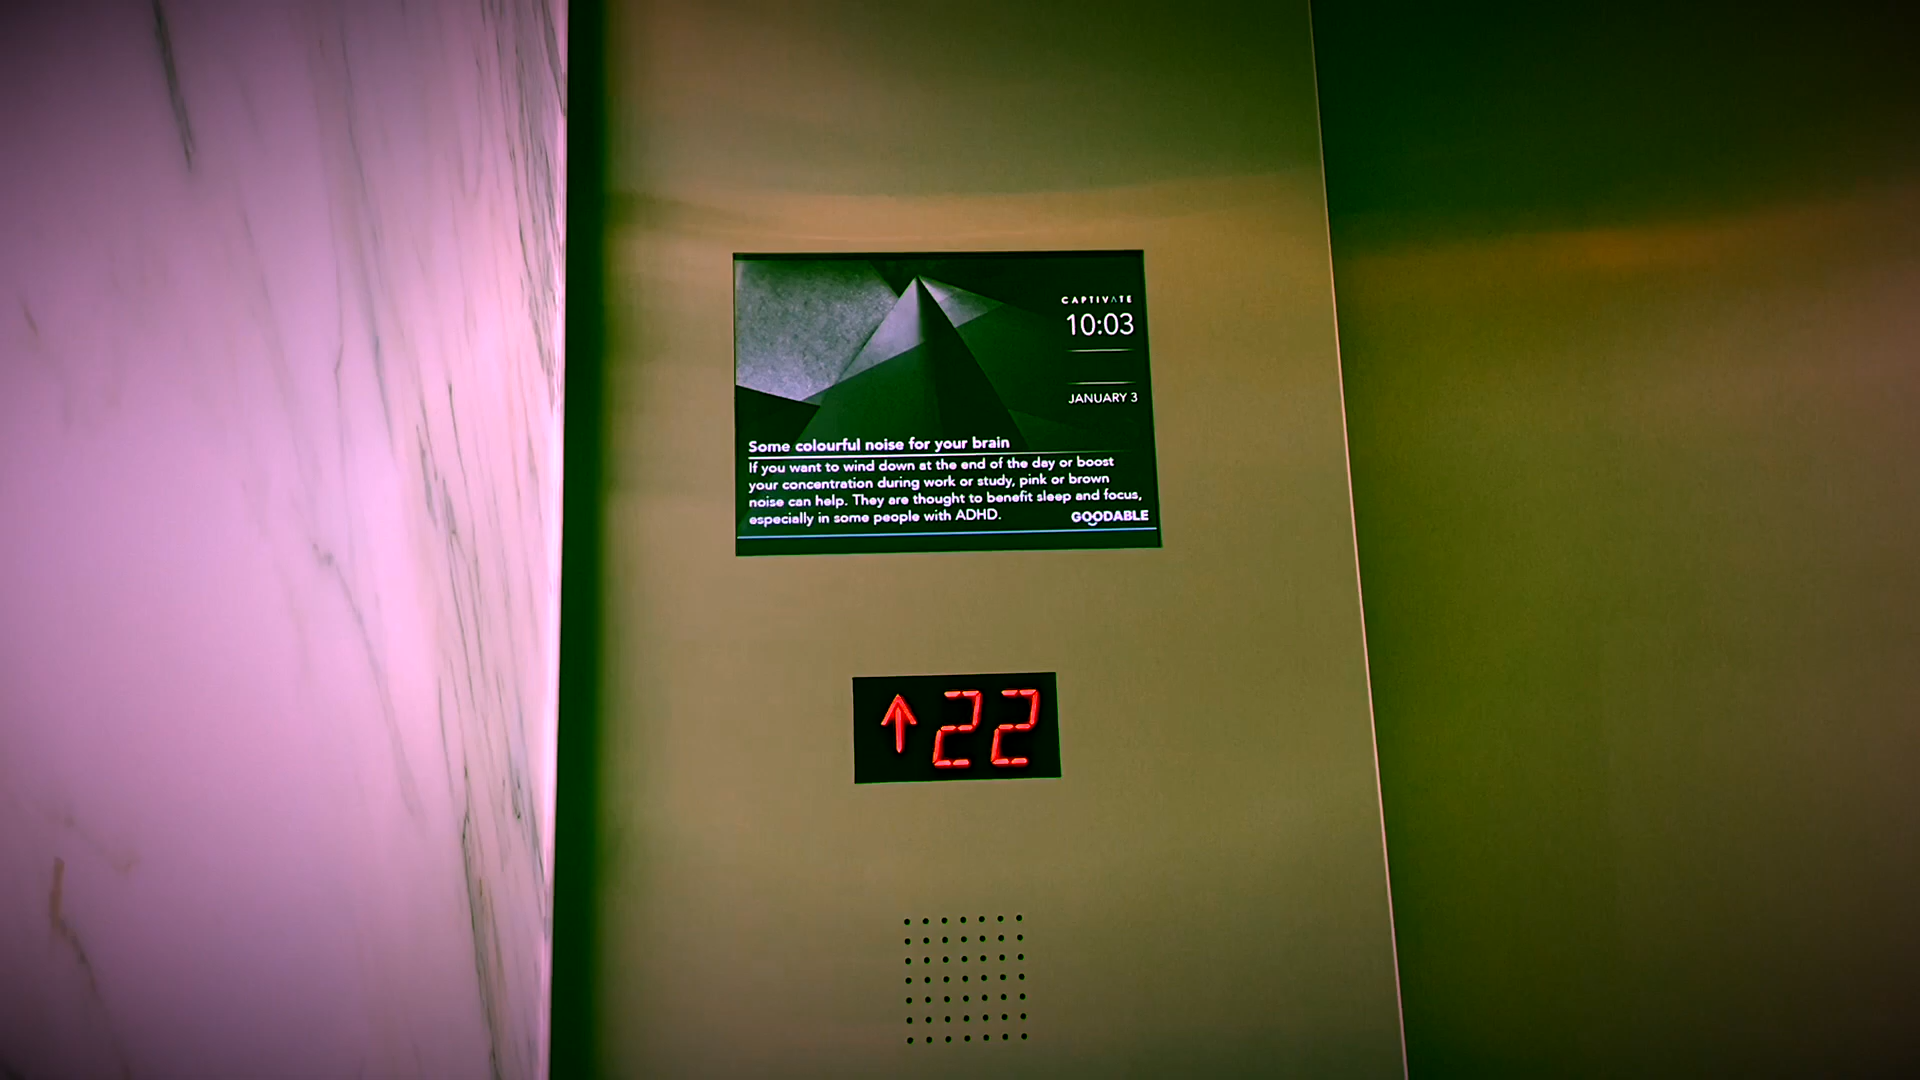 CAPTIVATE
10:03
JANUARY 3
Some colourful noise for your brain
If you want to wind down at the end of the day or boost
your concentration during work or study, pink or brown
noise can help. They are thought to benefit sleep and focus,
especially in some people with ADHD.
GOODABLE
↑22